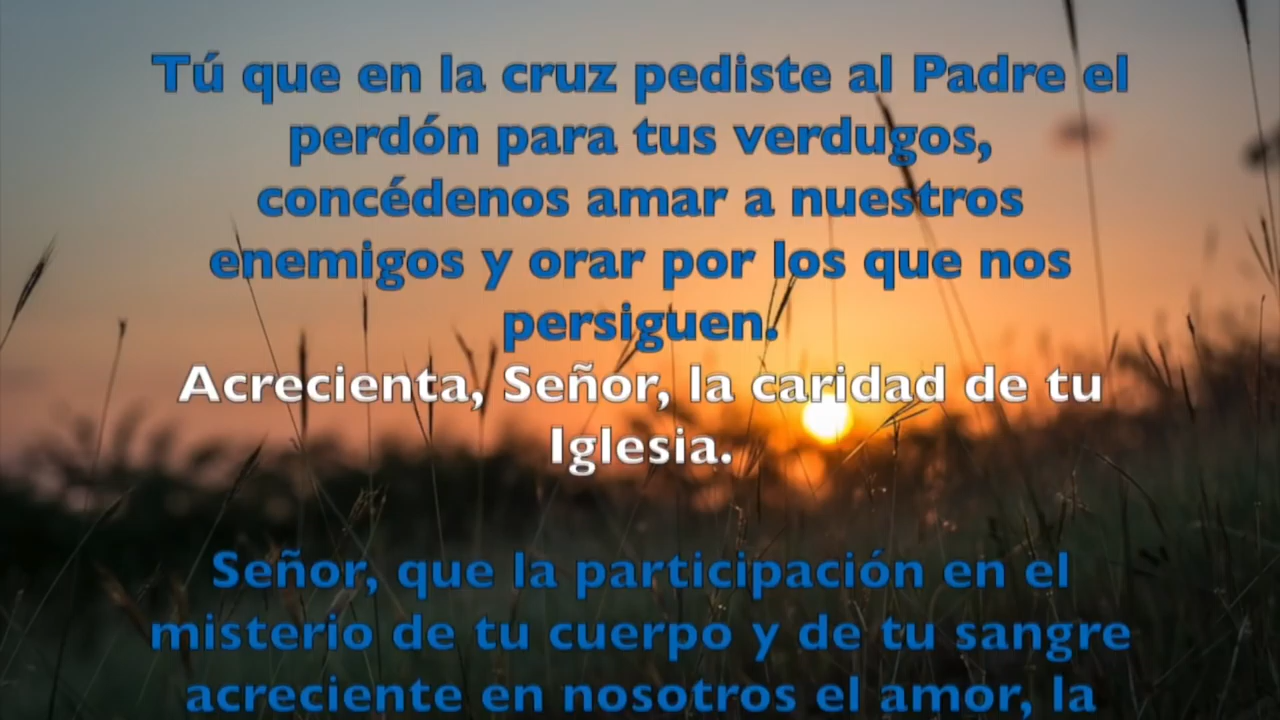 Tú que en la cruz pediste al Padre el
perdón para tus verdugos,
concédenos amar a nuestros
enemigos y orar por los que nos
persiguen.
Acrecienta, Señor, la caridad de tu
Iglesia.
Señor, que la participación en el
misterio de tu cuerpo y de tu sangre
acreciente en nosotros el amor, la